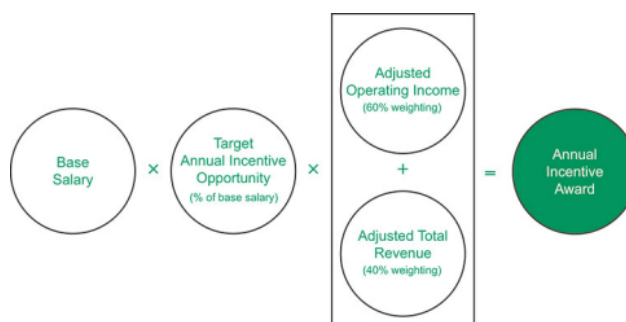 Base
Salary
×
Target
Annual Incentive
Opportunity
(% of base salary)
×
Adjusted
Operating Income
(60% weighting)
+
Adjusted Total
Revenue
(40% weighting)
=
Annual
Incentive
Award